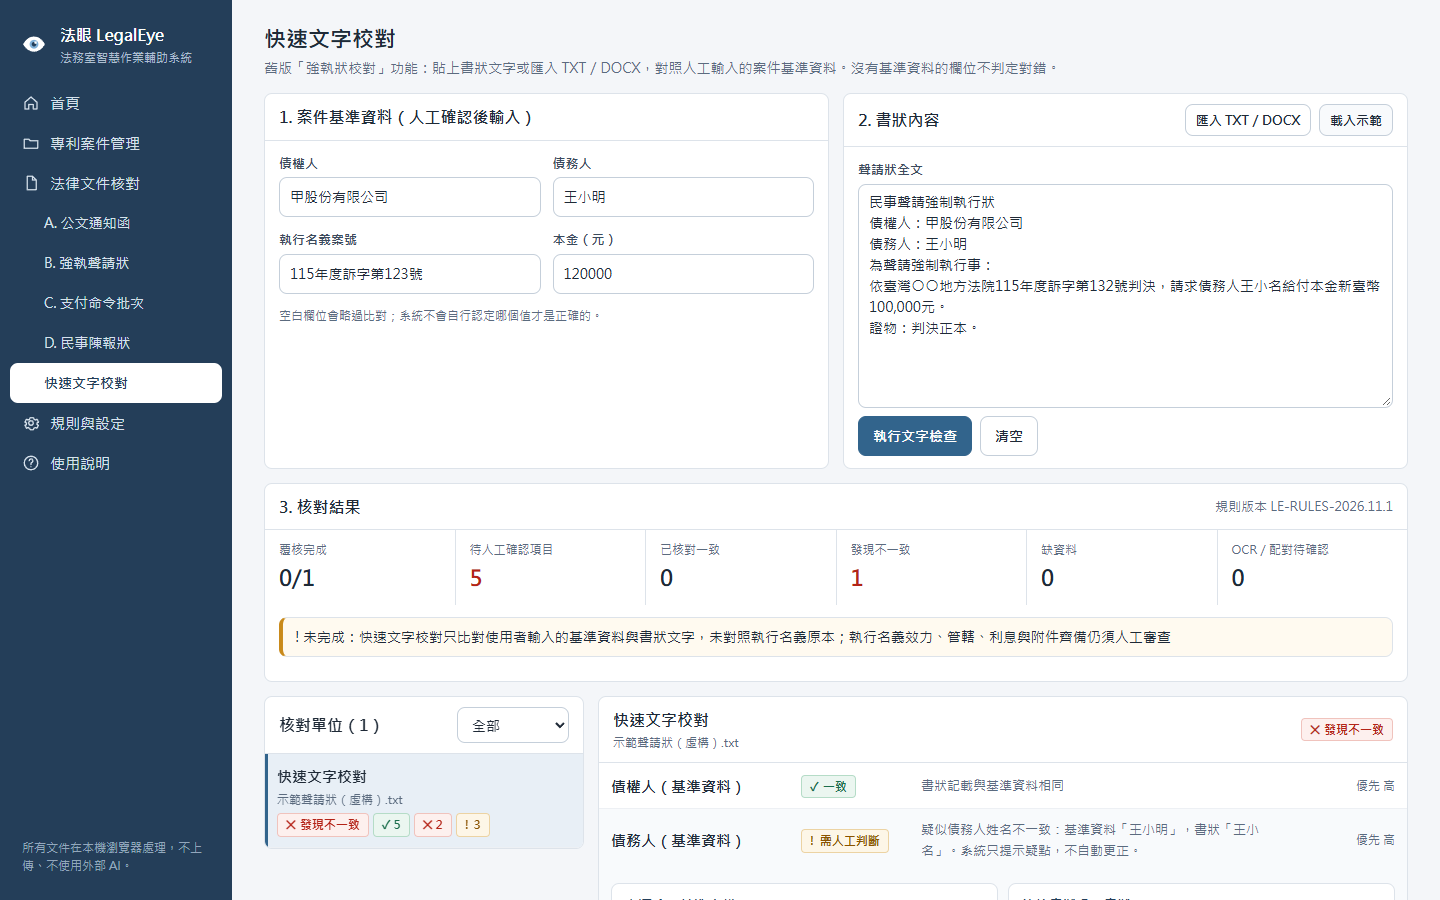 法眼 LegalEye
法務室智慧作業輔助系統
首頁
專利案件管理
法律文件核對
A. 公文通知函
B. 強執聲請狀
C. 支付命令批次
D. 民事陳報狀
快速文字校對
規則與設定
使用說明
所有文件在本機瀏覽器處理，不上
傳、不使用外部 AI。
快速文字校對
舊版「強執狀校對」功能：貼上書狀文字或匯入 TXT / DOCX，對照人工輸入的案件基準資料。沒有基準資料的欄位不判定對錯。
1. 案件基準資料（人工確認後輸入）
債權人
債務人
甲股份有限公司
王小明
執行名義案號
本金（元）
115年度訴字第123號
120000
空白欄位會略過比對；系統不會自行認定哪個值才是正確的。
2. 書狀內容
匯入 TXT / DOCX
載入示範
聲請狀全文
民事聲請強制執行狀
債權人：甲股份有限公司
債務人：王小明
為聲請強制執行事：
依臺灣○○地方法院115年度訴字第132號判決，請求債務人王小名給付本金新臺幣
100,000元。
證物：判決正本。
執行文字檢查
清空
3. 核對結果
規則版本 LE-RULES-2026.11.1
覆核完成
待人工確認項目
已核對一致
發現不一致
缺資料
OCR / 配對待確認
0/1
5
0
1
0
0
! 未完成：快速文字校對只比對使用者輸入的基準資料與書狀文字，未對照執行名義原本；執行名義效力、管轄、利息與附件齊備仍須人工審查
核對單位（1）
全部
快速文字校對
示範聲請狀（虛構）.txt
✕ 發現不一致
✓ 5
✕ 2
! 3
快速文字校對
示範聲請狀（虛構）.txt
✕ 發現不一致
債權人（基準資料）
✓ 一致
書狀記載與基準資料相同
優先 高
債務人（基準資料）
! 需人工判斷
疑似債務人姓名不一致：基準資料「王小明」，書狀「王小
名」。系統只提示疑點，不自動更正。
優先 高